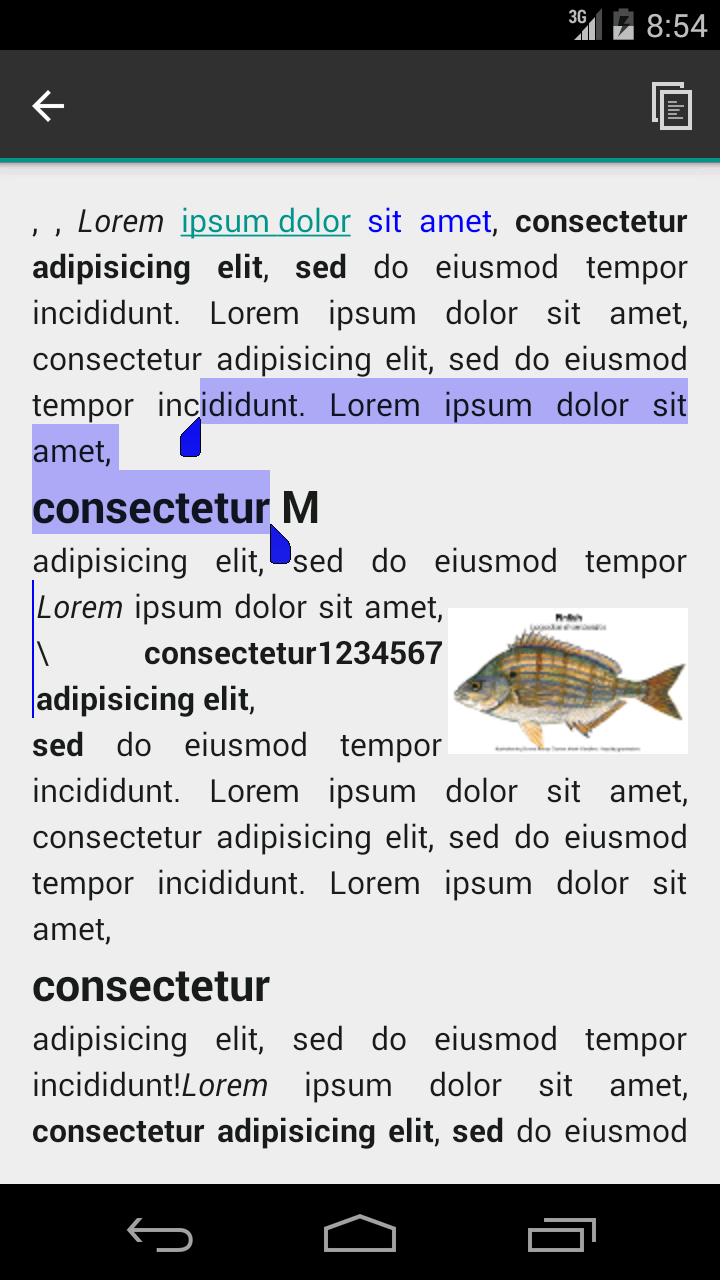 3G 8:54
, , Lorem ipsum dolor sit amet, consectetur
adipisicing elit, sed do eiusmod tempor
incididunt. Lorem ipsum dolor sit amet,
consectetur adipisicing elit, sed do eiusmod
tempor incididunt. Lorem ipsum dolor sit
amet,
consectetur M
adipisicing elit, sed do eiusmod tempor
Lorem ipsum dolor sit amet,
\ consectetur1234567
adipisicing elit,
sed do eiusmod tempor
incididunt. Lorem ipsum dolor sit amet,
consectetur adipisicing elit, sed do eiusmod
tempor incididunt. Lorem ipsum dolor sit
amet,
consectetur
adipisicing elit, sed do eiusmod tempor
incididunt!Lorem ipsum dolor sit amet,
consectetur adipisicing elit, sed do eiusmod